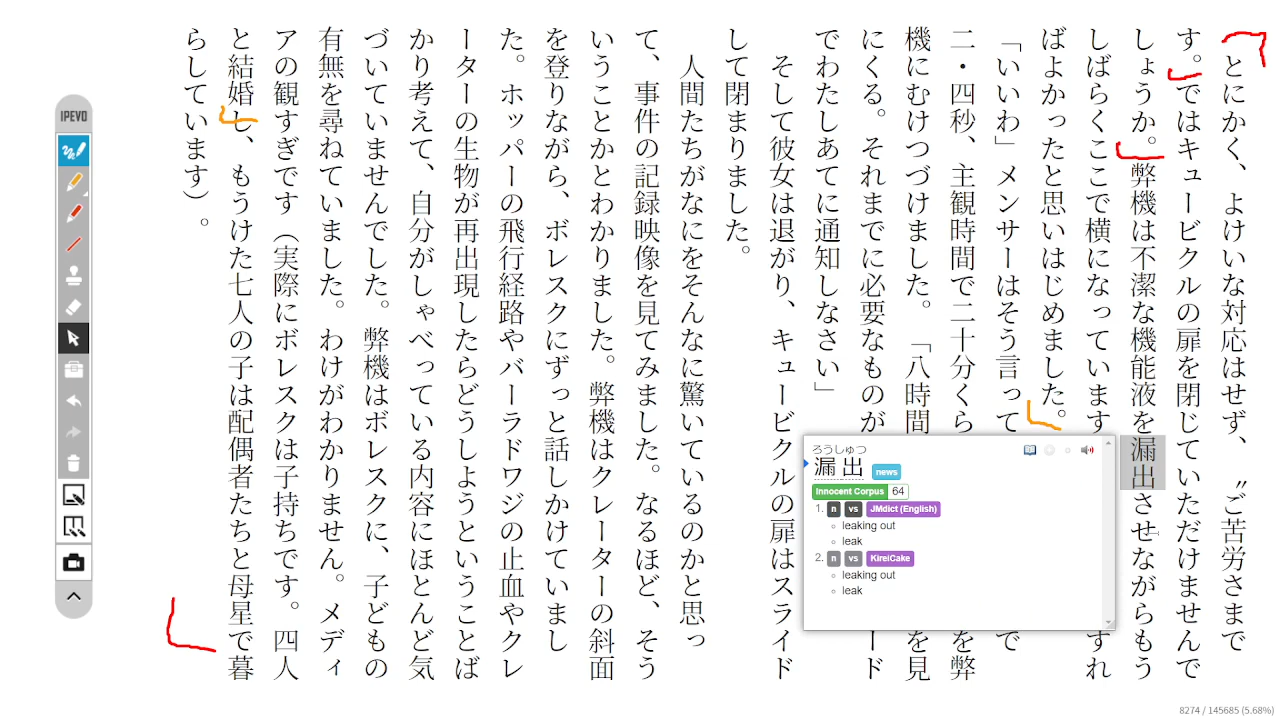 とにかく、よけいな対応はせず、〝ご苦労さまで
す。ではキュービクルの扉を閉じていただけませんで
しょうか。弊機は不潔な機能液を漏出させながらもう
しばらくここで横になっています すれ
ばよかったと思いはじめました。
「いいわ」メンサーはそう言って で
二・四秒、主観時間で二十分くら を弊
機にむけつづけました。「八時間 を見
にくる。それまでに必要なものが ード
でわたしあてに通知しなさい」
そして彼女は退がり、キュービクルの扉はスライド
して閉まりました。
人間たちがなにをそんなに驚いているのかと思っ
て、事件の記録映像を見てみました。なるほど、そう
いうことかとわかりました。弊機はクレーターの斜面
を登りながら、ボレスクにずっと話しかけていまし
た。ホッパーの飛行経路やバーラドワジの止血やクレ
ーターの生物が再出現したらどうしようということば
かり考えて、自分がしゃべっている内容にほとんど気
づいていませんでした。弊機はボレスクに、子どもの
有無を尋ねていました。わけがわかりません。メディ
アの観すぎです（実際にボレスクは子持ちです。四人
と結婚し、もうけた七人の子は配偶者たちと母星で暮
らしています）。
ろうしゅつ
漏出 news
Innocent Corpus 64
1. n vs JMdict (English)
leaking out
leak
2. n vs KireiCake
leaking out
leak
IPEVO
8274 / 145685 (5.68%)